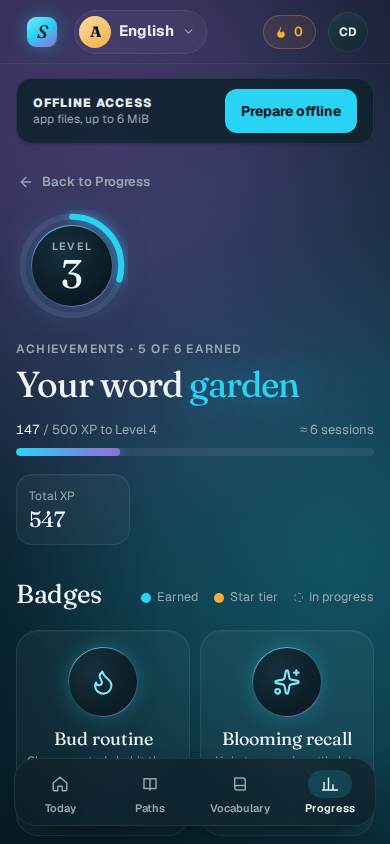 S
A
English
0
CD
OFFLINE ACCESS
app files, up to 6 MiB
Prepare offline
Back to Progress
LEVEL
3
ACHIEVEMENTS · 5 OF 6 EARNED
Your word garden
147 / 500 XP to Level 4
≈ 6 sessions
Total XP
547
Badges
Earned
Star tier
In progress
Bud routine
Blooming recall
Today
Paths
Vocabulary
Progress